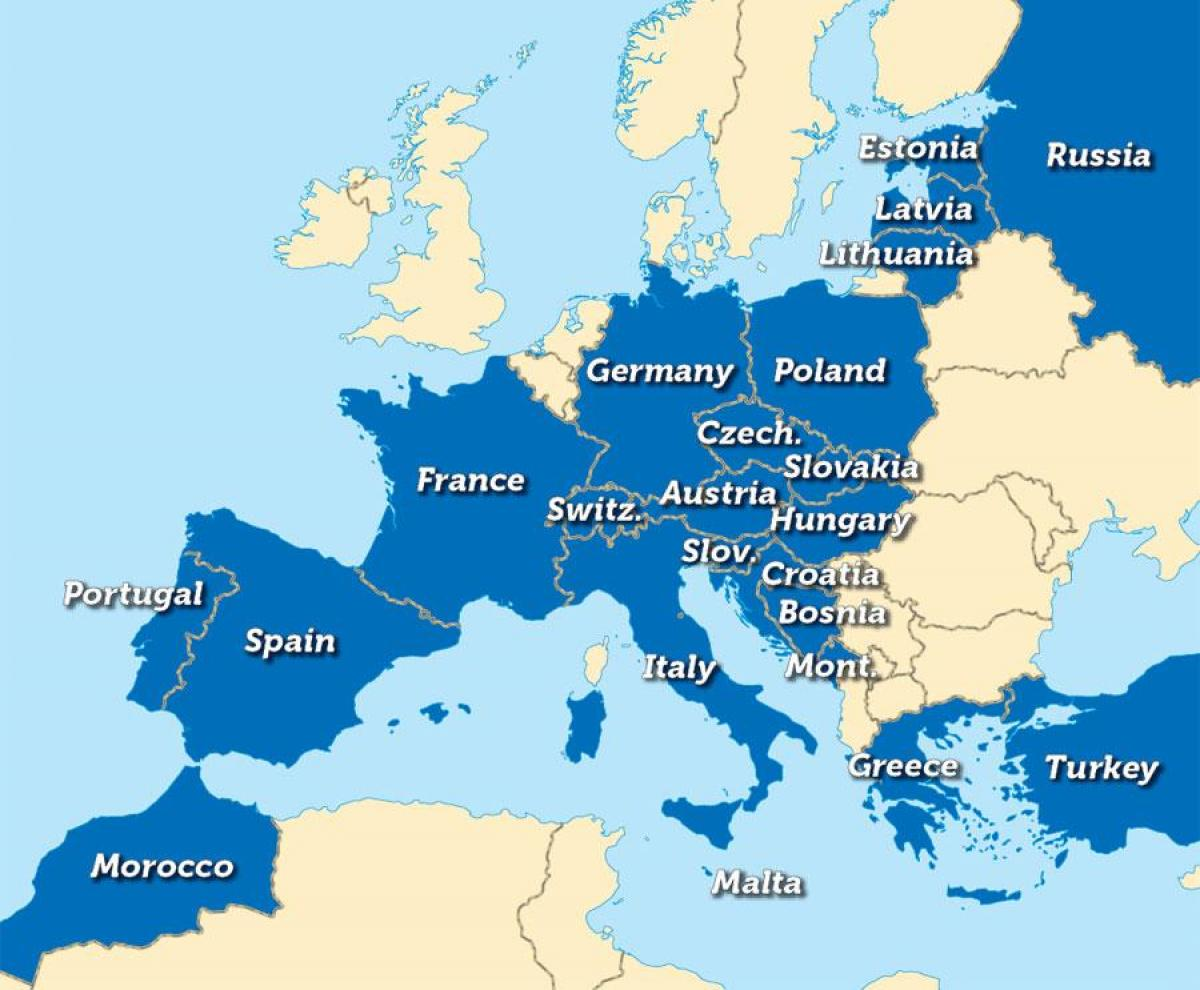 Estonia
Russia
Latvia
Lithuania
Germany
Poland
Czech.
Slovakia
France
Austria
Switz.
Hungary
Slov.
Croatia
Portugal
Bosnia
Spain
Italy
Mont.
Greece
Turkey
Morocco
Malta